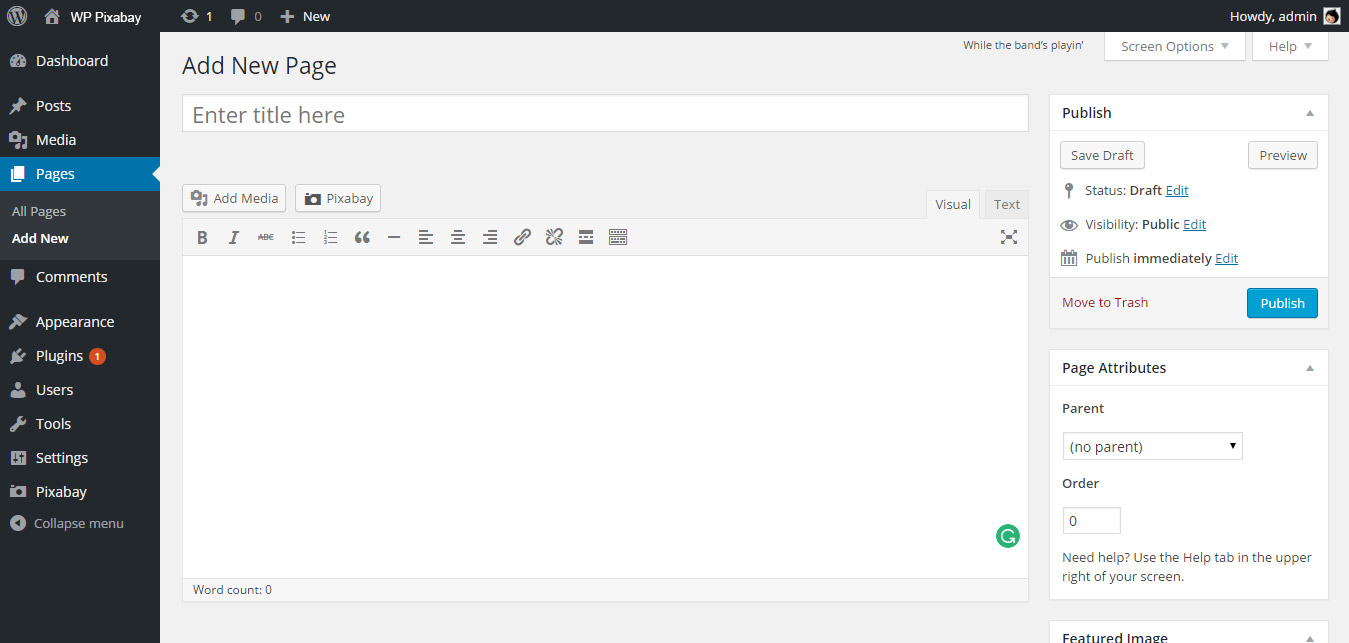 WP Pixabay
1
0
New
Howdy, admin
Dashboard
Posts
Media
Pages
All Pages
Add New
Comments
Appearance
Plugins 1
Users
Tools
Settings
Pixabay
Collapse menu
While the band's playin'
Screen Options
Help
Add New Page
Enter title here
Add Media
Pixabay
Visual
Text
B I ABC
Word count: 0
Publish
Save Draft
Preview
Status: Draft Edit
Visibility: Public Edit
Publish immediately Edit
Move to Trash
Publish
Page Attributes
Parent
(no parent)
Order
0
Need help? Use the Help tab in the upper
right of your screen.
Featured Image